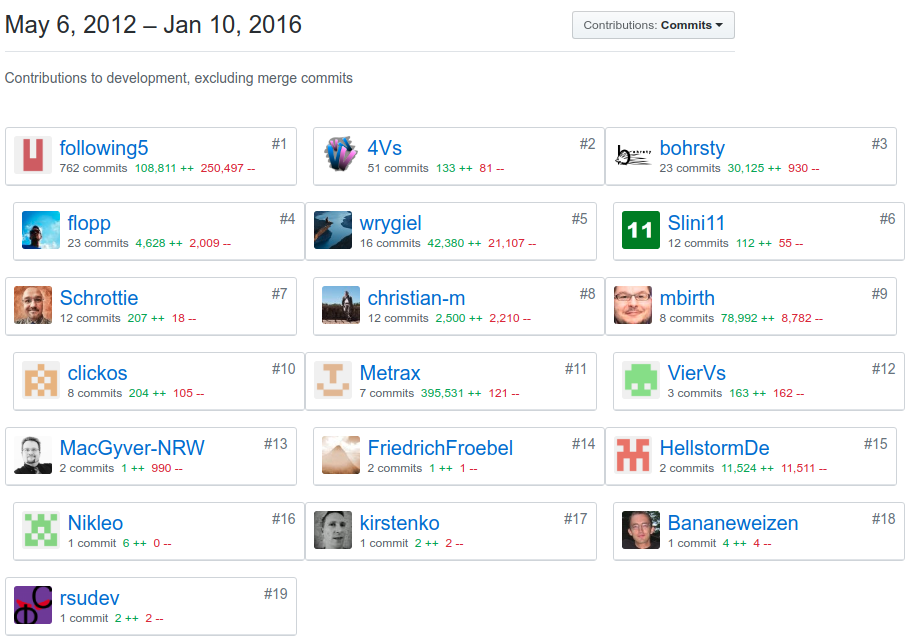 May 6, 2012 – Jan 10, 2016
Contributions: Commits
Contributions to development, excluding merge commits
following5 #1
762 commits 108,811 ++ 250,497 --
4Vs #2
51 commits 133 ++ 81 --
bohrsty
bohrsty #3
23 commits 30,125 ++ 930 --
flopp #4
23 commits 4,628 ++ 2,009 --
wrygiel #5
16 commits 42,380 ++ 21,107 --
11
Slini11 #6
12 commits 112 ++ 55 --
Schrottie #7
12 commits 207 ++ 18 --
christian-m #8
12 commits 2,500 ++ 2,210 --
mbirth #9
8 commits 78,992 ++ 8,782 --
clickos #10
8 commits 204 ++ 105 --
Metrax #11
7 commits 395,531 ++ 121 --
VierVs #12
3 commits 163 ++ 162 --
MacGyver-NRW #13
2 commits 1 ++ 990 --
FriedrichFroebel #14
2 commits 1 ++ 1 --
HellstormDe #15
2 commits 11,524 ++ 11,511 --
Nikleo #16
1 commit 6 ++ 0 --
kirstenko #17
1 commit 2 ++ 2 --
Bananeweizen #18
1 commit 4 ++ 4 --
rsudev #19
1 commit 2 ++ 2 --